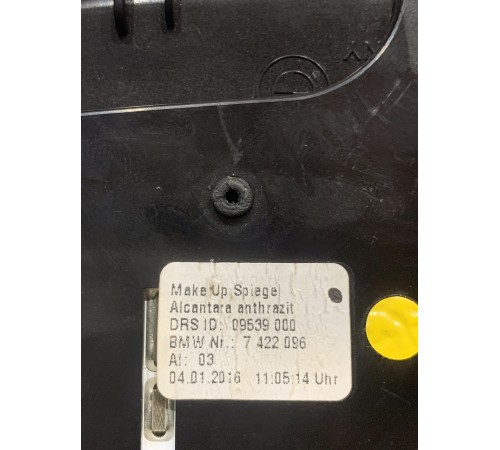 Make Up Spiegel
Alcantara anthrazit
DRS ID: 09539 000
BMW Nr.: 7 422 096
AI: 03
04.01.2016 11:05:14 Uhr